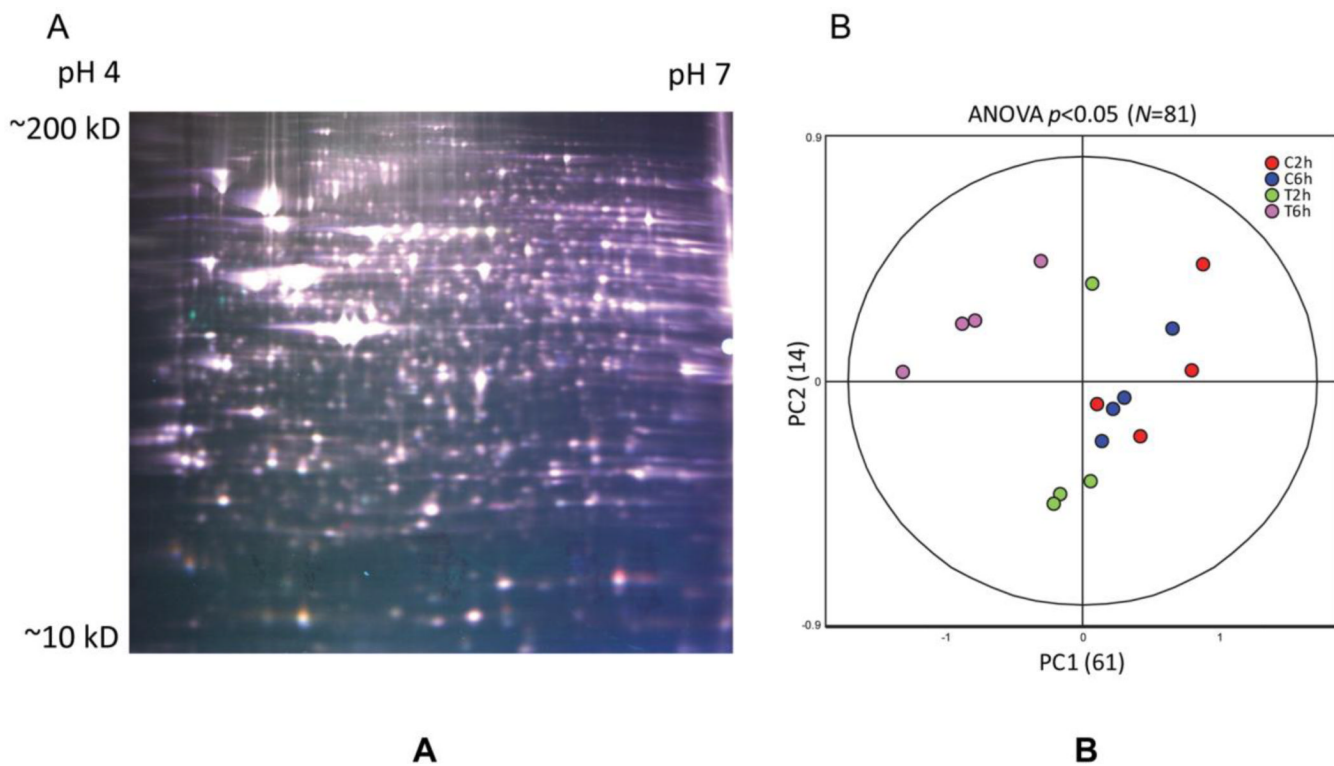 A
pH 4
pH 7
~200 kD
~10 kD
A
B
ANOVA p<0.05 (N=81)
0.9
C2h
C6h
T2h
T6h
PC2 (14)
0
-0.9
-1
0
1
PC1 (61)
B